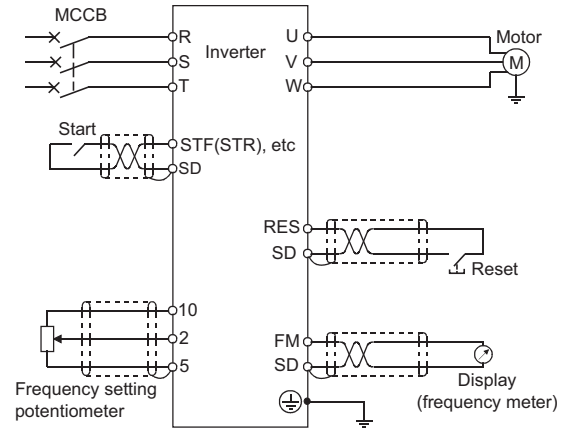 MCCB
R
S
T
Inverter
U
V
W
Motor
M
Start
STF(STR), etc
SD
RES
SD
Reset
10
2
5
Frequency setting
potentiometer
FM
SD
Display
(frequency meter)